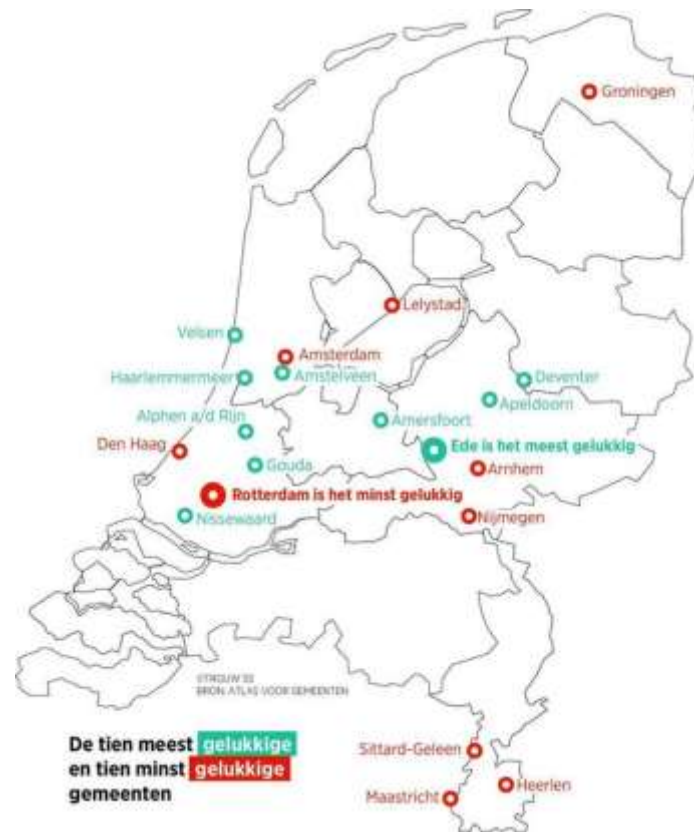 Groningen
Lelystad
Velsen
Amsterdam
Haarlemmermeer
Amstelveen
Deventer
Apeldoorn
Alphen a/d Rijn
Amersfoort
Den Haag
Ede is het meest gelukkig
Gouda
Arnhem
Rotterdam is het minst gelukkig
Nissewaard
Nijmegen
©TROUW SS
BRON: ATLAS VOOR GEMEENTEN
De tien meest gelukkige
en tien minst gelukkige
gemeenten
Sittard-Geleen
Heerlen
Maastricht